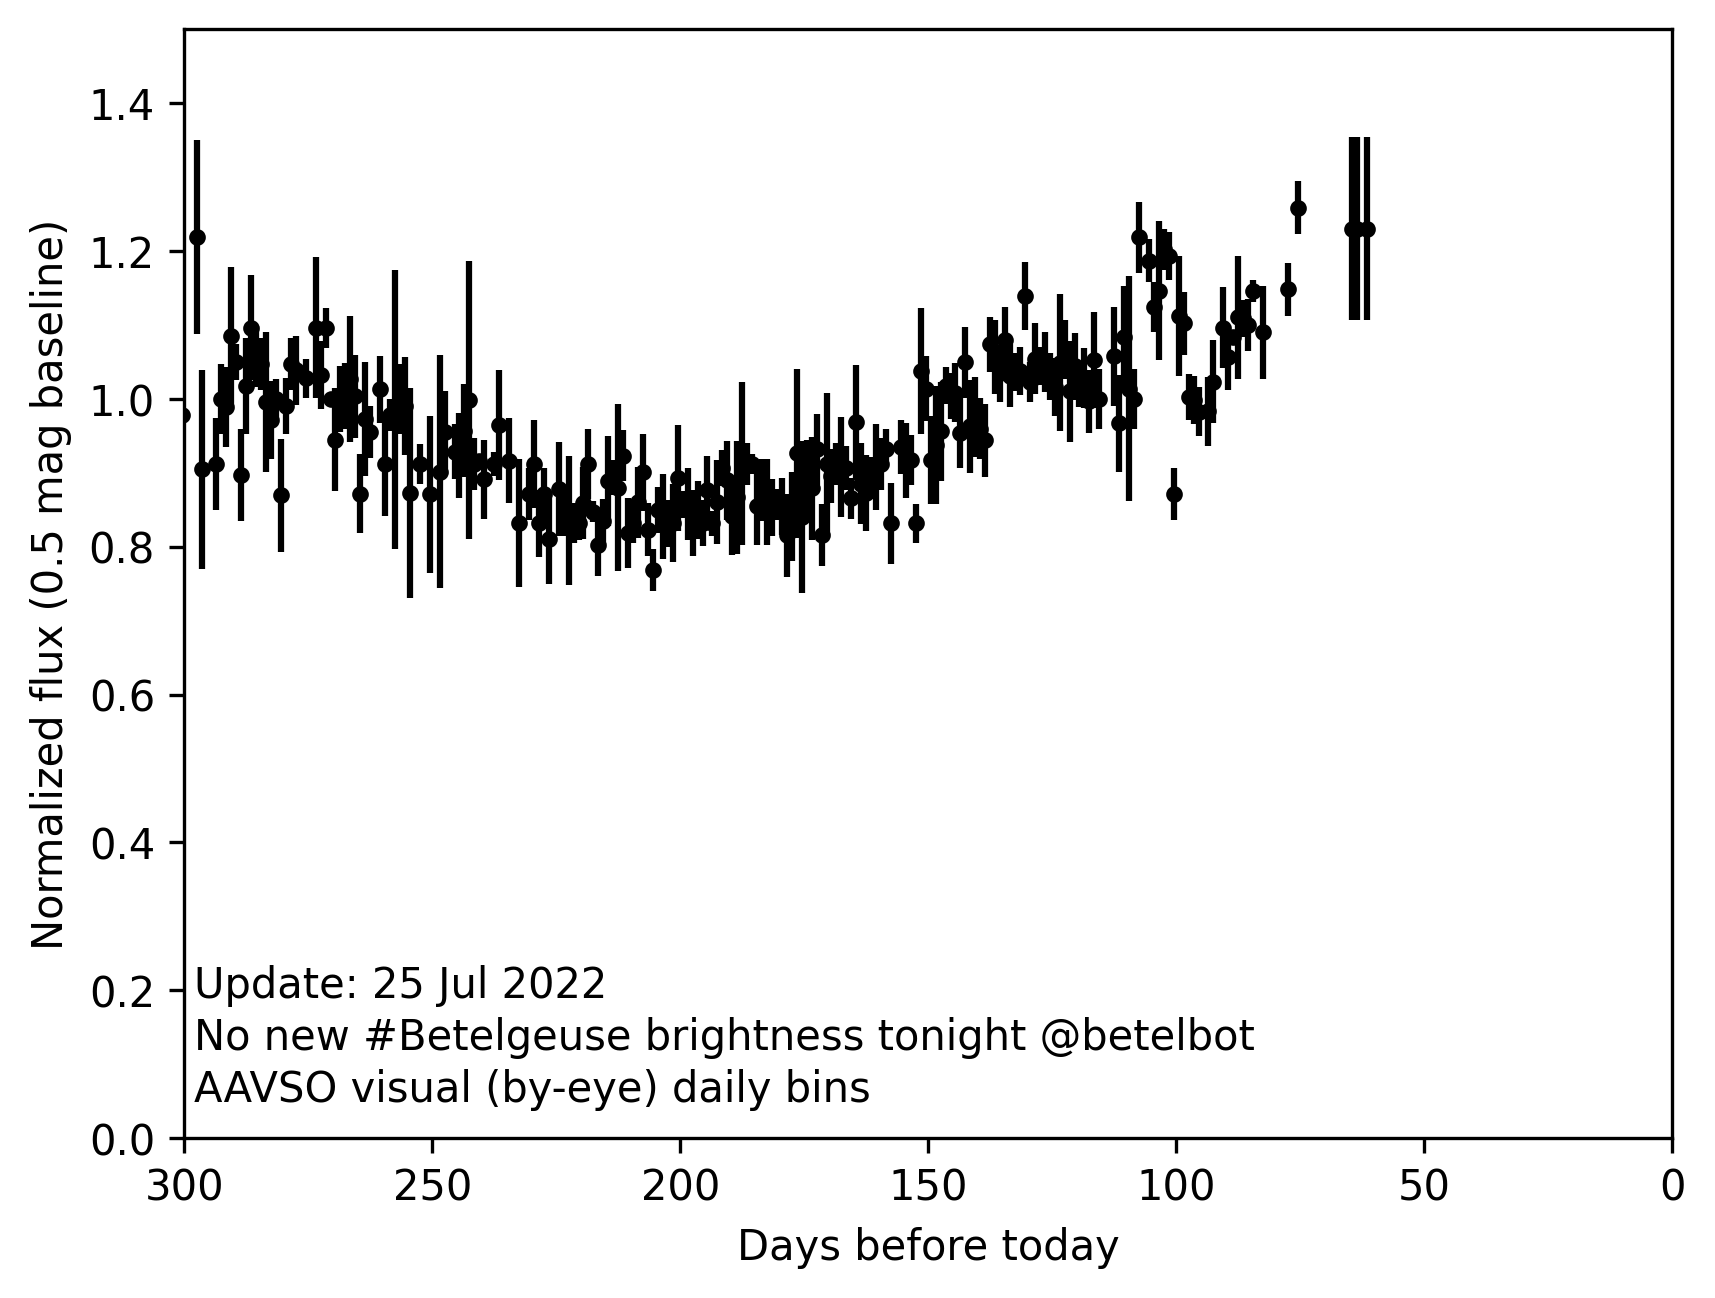 1.4
1.2
1.0
0.8
0.6
0.4
0.2
0.0
Normalized flux (0.5 mag baseline)
Update: 25 Jul 2022
No new #Betelgeuse brightness tonight @betelbot
AAVSO visual (by-eye) daily bins
300 250 200 150 100 50 0
Days before today